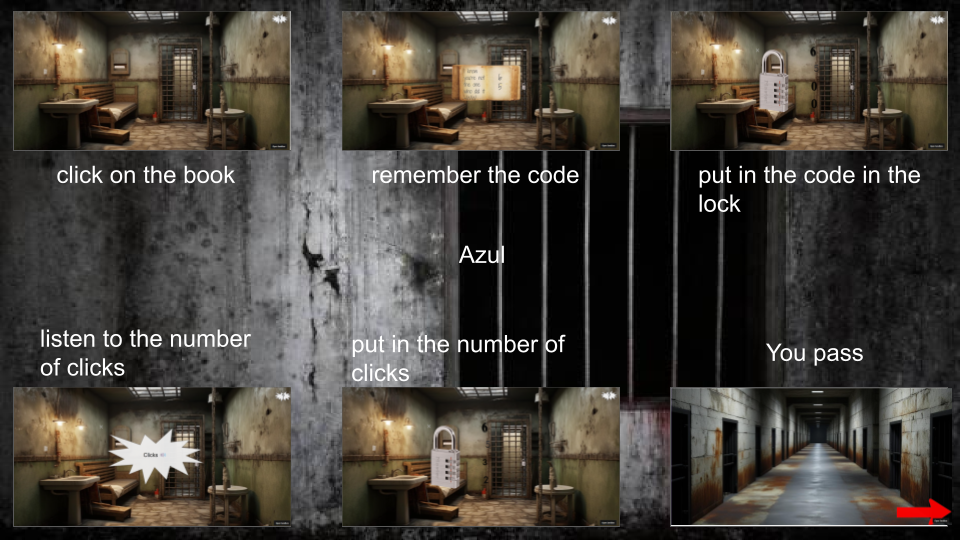 click on the book
remember the code
put in the code in the
lock
Azul
listen to the number
of clicks
put in the number of
clicks
You pass
Clicks